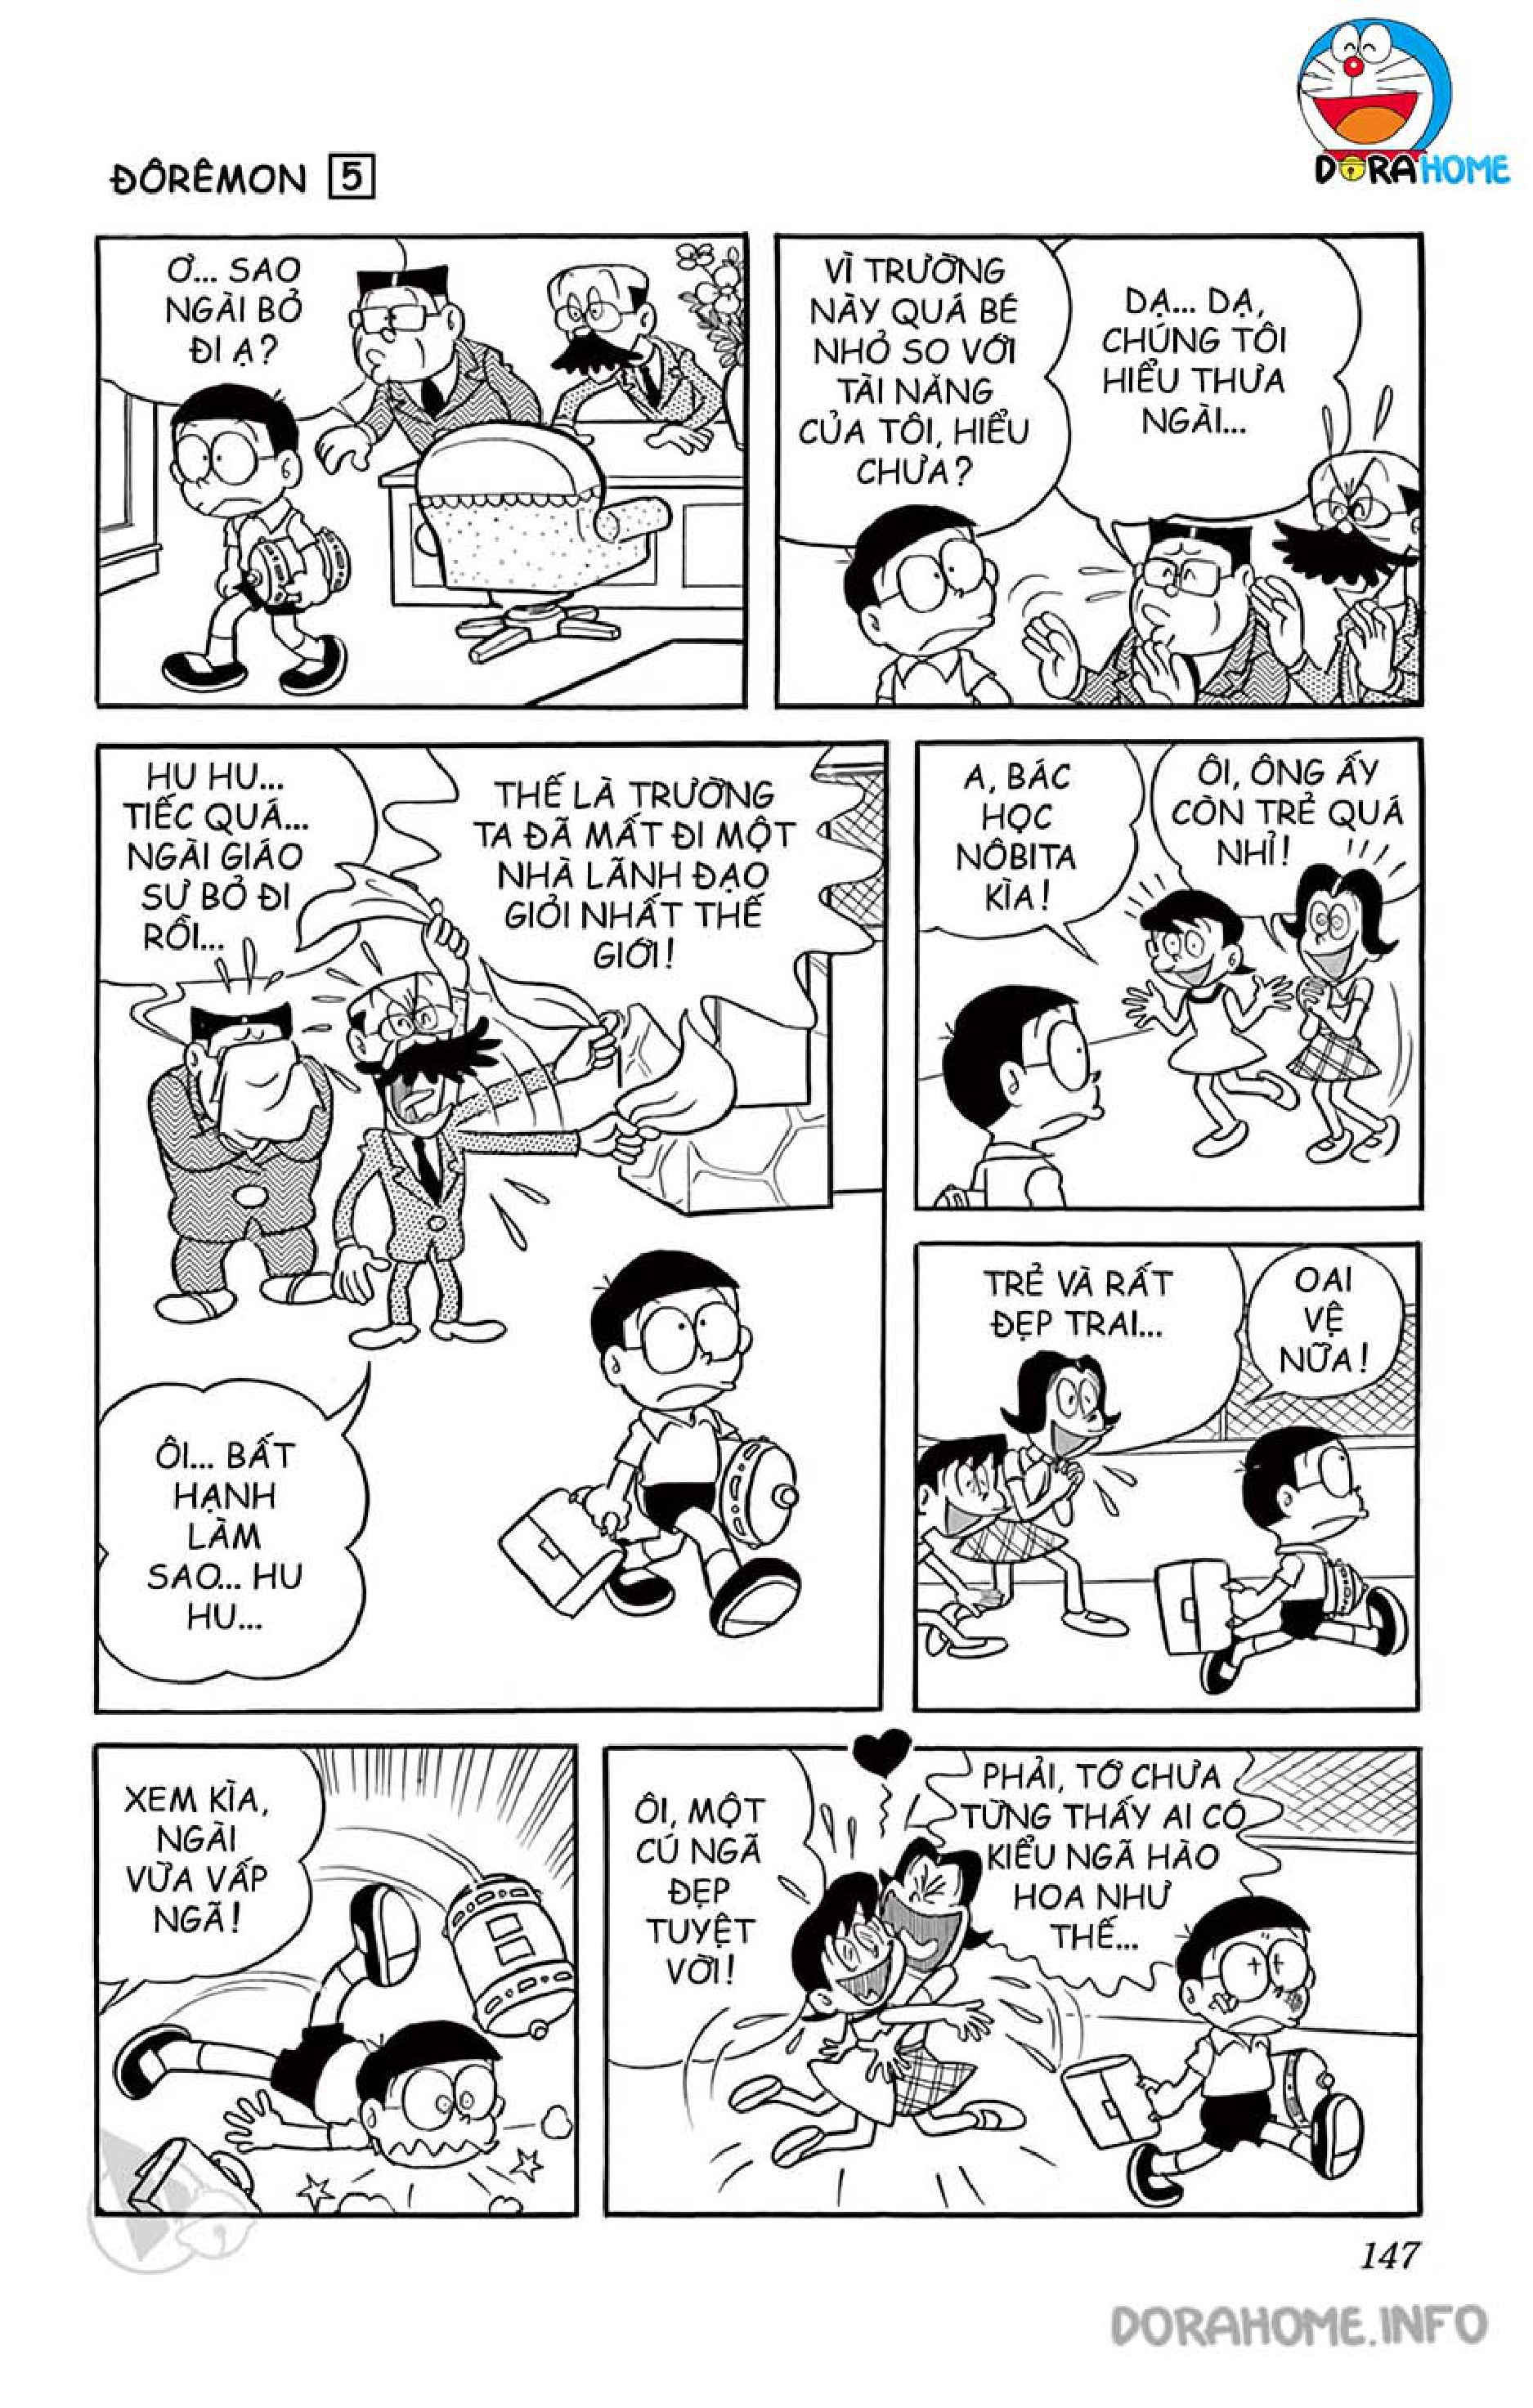 DORAHOME
ĐÔRÊMON 5
Ơ... SAO
NGÀI BỎ
ĐI Ạ?
VÌ TRƯỜNG
NÀY QUÁ BÉ
NHỎ SO VỚI
TÀI NĂNG
CỦA TÔI, HIỂU
CHƯA?
DẠ... DẠ,
CHÚNG TÔI
HIỂU THƯA
NGÀI...
HU HU...
TIẾC QUÁ...
NGÀI GIÁO
SƯ BỎ ĐI
RỒI...
THẾ LÀ TRƯỜNG
TA ĐÃ MẤT ĐI MỘT
NHÀ LÃNH ĐẠO
GIỎI NHẤT THẾ
GIỚI!
ÔI... BẤT
HẠNH
LÀM
SAO... HU
HU...
A, BÁC
HỌC
NÔBITA
KÌA!
ÔI, ÔNG ẤY
CÒN TRẺ QUÁ
NHỈ!
TRẺ VÀ RẤT
ĐẸP TRAI...
OAI
VỆ
NỮA!
XEM KÌA,
NGÀI
VỪA VẤP
NGÃ!
ÔI, MỘT
CÚ NGÃ
ĐẸP
TUYỆT
VỜI!
PHẢI, TỚ CHƯA
TỪNG THẤY AI CÓ
KIỂU NGÃ HÀO
HOA NHƯ
THẾ...
147
DORAHOME.INFO